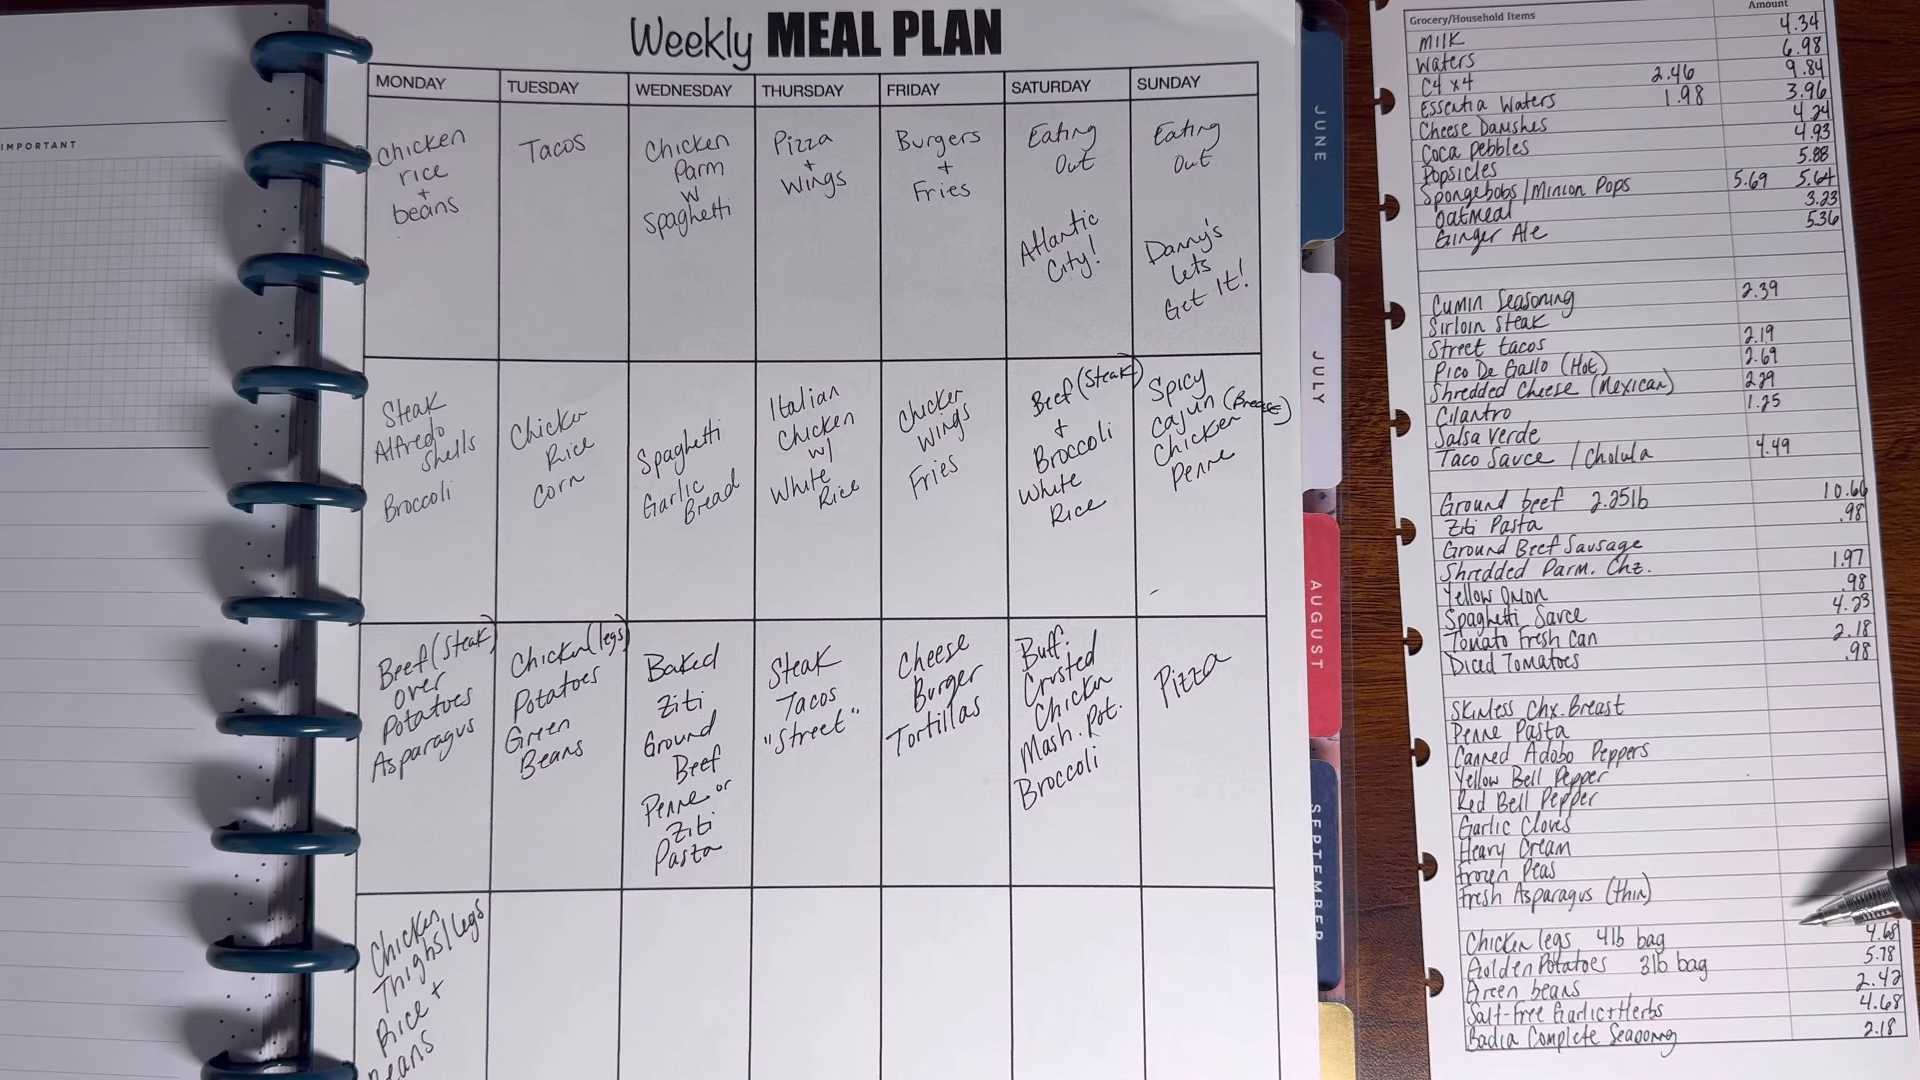 IMPORTANT
Weekly MEAL PLAN
MONDAY
TUESDAY
WEDNESDAY
THURSDAY
FRIDAY
SATURDAY
SUNDAY
Chicken
rice
+
beans
Tacos
Chicken
Parm
w
Spaghetti
Pizza
+
Wings
Burgers
+
Fries
Eating
Out
Atlantic
City!
Eating
Out
Danny's
Lets
Get It!
Steak
Alfredo
Shells
Broccoli
Chicken
Rice
Corn
Spaghetti
Garlic
Bread
Italian
Chicken
w/
White
Rice
Chicken
Wings
Fries
Beef (Steak)
+
Broccoli
White
Rice
Spicy
Cajun (Breast)
Chicken
Penne
Beef (Steak)
over
Potatoes
Asparagus
Chicken (legs)
Potatoes
Green
Beans
Baked
Ziti
Ground
Beef
Penne or
Ziti
Pasta
Steak
Tacos
"Street"
Cheese
Burger
Tortillas
Buff.
Crusted
Chicken
Mash. Pot.
Broccoli
Pizza
Chicken
Thighs/legs
Rice +
Beans
JUNE
JULY
AUGUST
SEPTEMBER
Grocery/Household Items Amount
Milk 4.34
Waters 6.98
C4 x4 2.46 9.84
Essentia Waters 1.98 3.96
Cheese Danishes 4.24
Coca Pebbles 4.93
Popsicles 5.88
Spongebobs/Minion Pops 5.69 5.64
Oatmeal 3.23
Ginger Ale 5.36
Cumin Seasoning 2.39
Sirloin Steak
Street tacos 2.19
Pico De Gallo (Hot) 2.69
Shredded Cheese (Mexican) 2.29
Cilantro 1.25
Salsa Verde
Taco Sauce / Cholula 4.49
Ground beef 2.25lb 10.66
Ziti Pasta .98
Ground Beef Sausage
Shredded Parm. Chz. 1.97
Yellow Onion .98
Spaghetti Sauce 4.23
Tomato Fresh Can 2.18
Diced Tomatoes .98
Skinless Chx. Breast
Penne Pasta
Canned Adobo Peppers
Yellow Bell Pepper
Red Bell Pepper
Garlic Cloves
Heavy Cream
Frozen Peas
Fresh Asparagus (thin)
Chicken legs 4lb bag 4.68
Golden Potatoes 3lb bag 5.78
Green beans 2.42
Salt-Free Garlic + Herbs 4.68
Badia Complete Seasoning 2.18